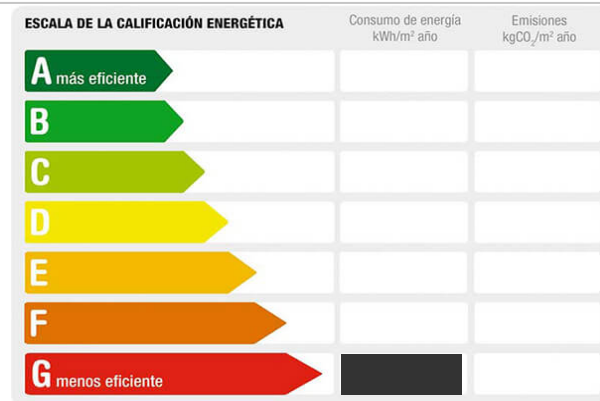 ESCALA DE LA CALIFICACIÓN ENERGÉTICA
Consumo de energía
kWh/m² año
Emisiones
kgCO₂/m² año
A más eficiente
B
C
D
E
F
G menos eficiente